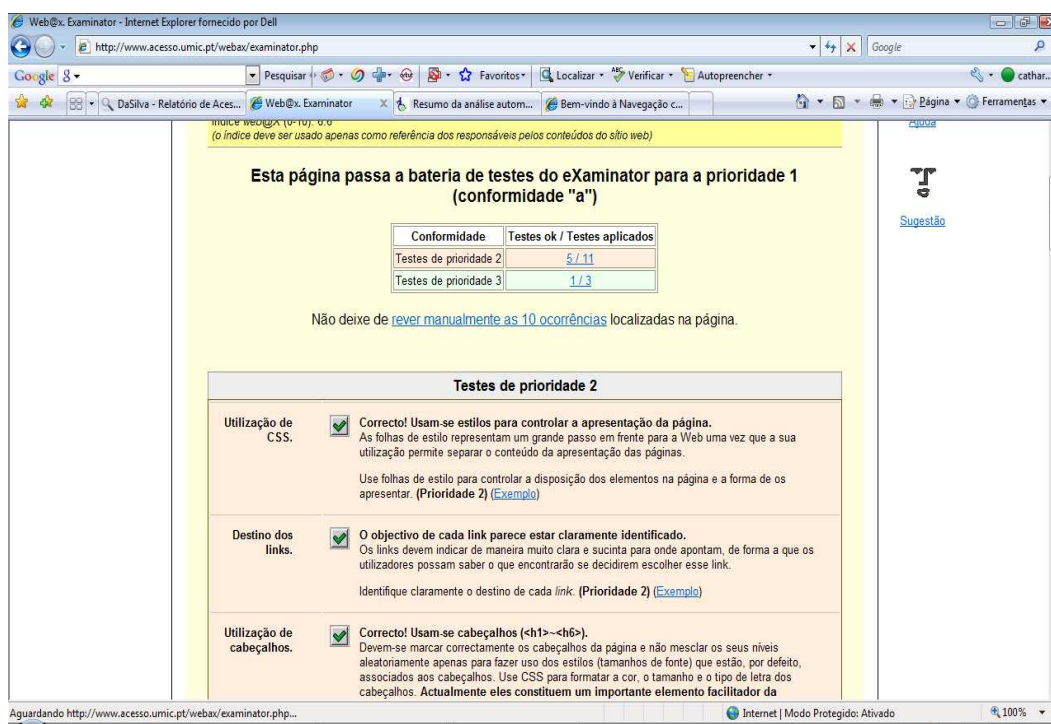 Web@x. Examinator - Internet Explorer fornecido por Dell
http://www.acesso.umic.pt/webax/examinator.php
Google
Google
Pesquisar
Favoritos
Localizar
Verificar
Autopreencher
cathar...
DaSilva - Relatório de Aces...
Web@x. Examinator
Resumo da análise autom...
Bem-vindo à Navegação c...
Página
Ferramentas
índice web@X (0-10): 6.6
(o índice deve ser usado apenas como referência dos responsáveis pelos conteúdos do sítio web)
Ajuda
Sugestão
Esta página passa a bateria de testes do eXaminator para a prioridade 1
(conformidade "a")
Conformidade Testes ok / Testes aplicados
Testes de prioridade 2 5 / 11
Testes de prioridade 3 1 / 3
Não deixe de rever manualmente as 10 ocorrências localizadas na página.
Testes de prioridade 2
Utilização de
CSS.
Correcto! Usam-se estilos para controlar a apresentação da página.
As folhas de estilo representam um grande passo em frente para a Web uma vez que a sua
utilização permite separar o conteúdo da apresentação das páginas.
Use folhas de estilo para controlar a disposição dos elementos na página e a forma de os
apresentar. (Prioridade 2) (Exemplo)
Destino dos
links.
O objectivo de cada link parece estar claramente identificado.
Os links devem indicar de maneira muito clara e sucinta para onde apontam, de forma a que os
utilizadores possam saber o que encontrarão se decidirem escolher esse link.
Identifique claramente o destino de cada link. (Prioridade 2) (Exemplo)
Utilização de
cabeçalhos.
Correcto! Usam-se cabeçalhos (<h1>~<h6>).
Devem-se marcar correctamente os cabeçalhos da página e não mesclar os seus níveis
aleatoriamente apenas para fazer uso dos estilos (tamanhos de fonte) que estão, por defeito,
associados aos cabeçalhos. Use CSS para formatar a cor, o tamanho e o tipo de letra dos
cabeçalhos. Actualmente eles constituem um importante elemento facilitador da
Aguardando http://www.acesso.umic.pt/webax/examinator.php...
Internet | Modo Protegido: Ativado
100%